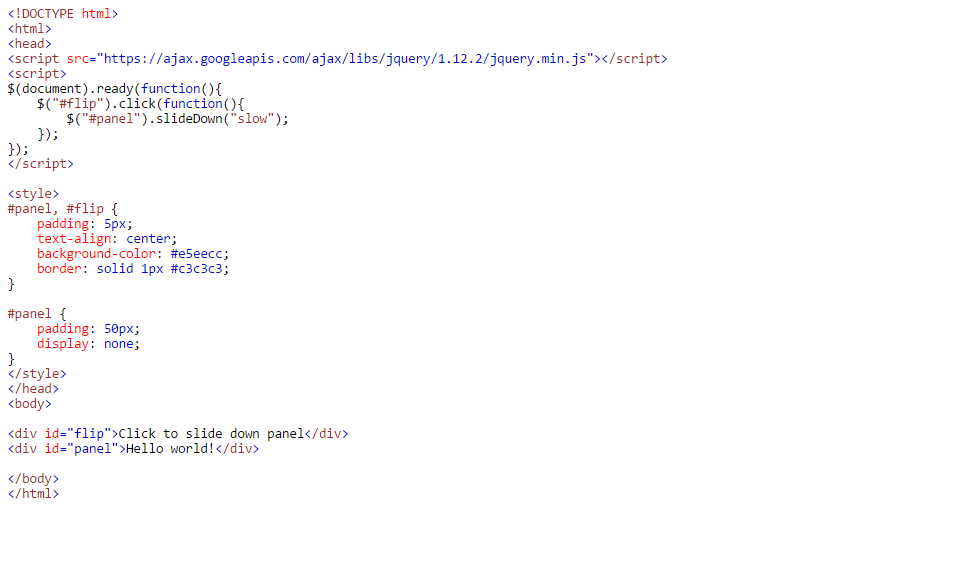 <!DOCTYPE html>
<html>
<head>
<script src="https://ajax.googleapis.com/ajax/libs/jquery/1.12.2/jquery.min.js"></script>
<script>
$(document).ready(function(){
    $("#flip").click(function(){
        $("#panel").slideDown("slow");
    });
});
</script>

<style>
#panel, #flip {
    padding: 5px;
    text-align: center;
    background-color: #e5eecc;
    border: solid 1px #c3c3c3;
}

#panel {
    padding: 50px;
    display: none;
}
</style>
</head>
<body>

<div id="flip">Click to slide down panel</div>
<div id="panel">Hello world!</div>

</body>
</html>